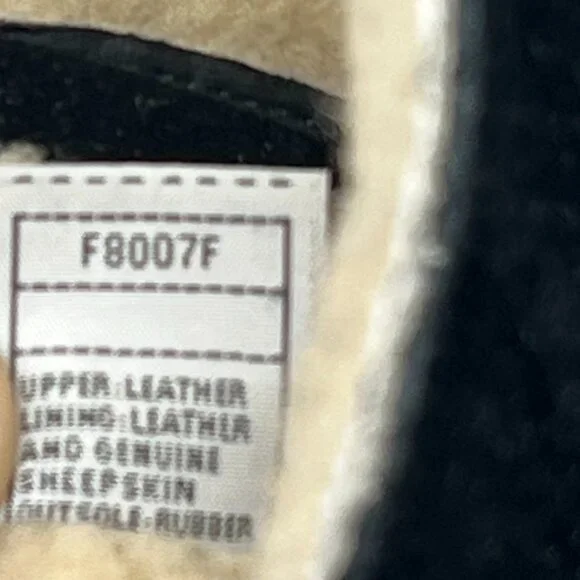 F8007F
UPPER:LEATHER
LINING:LEATHER
AND GENUINE
SHEEPSKIN
OUTSOLE:RUBBER